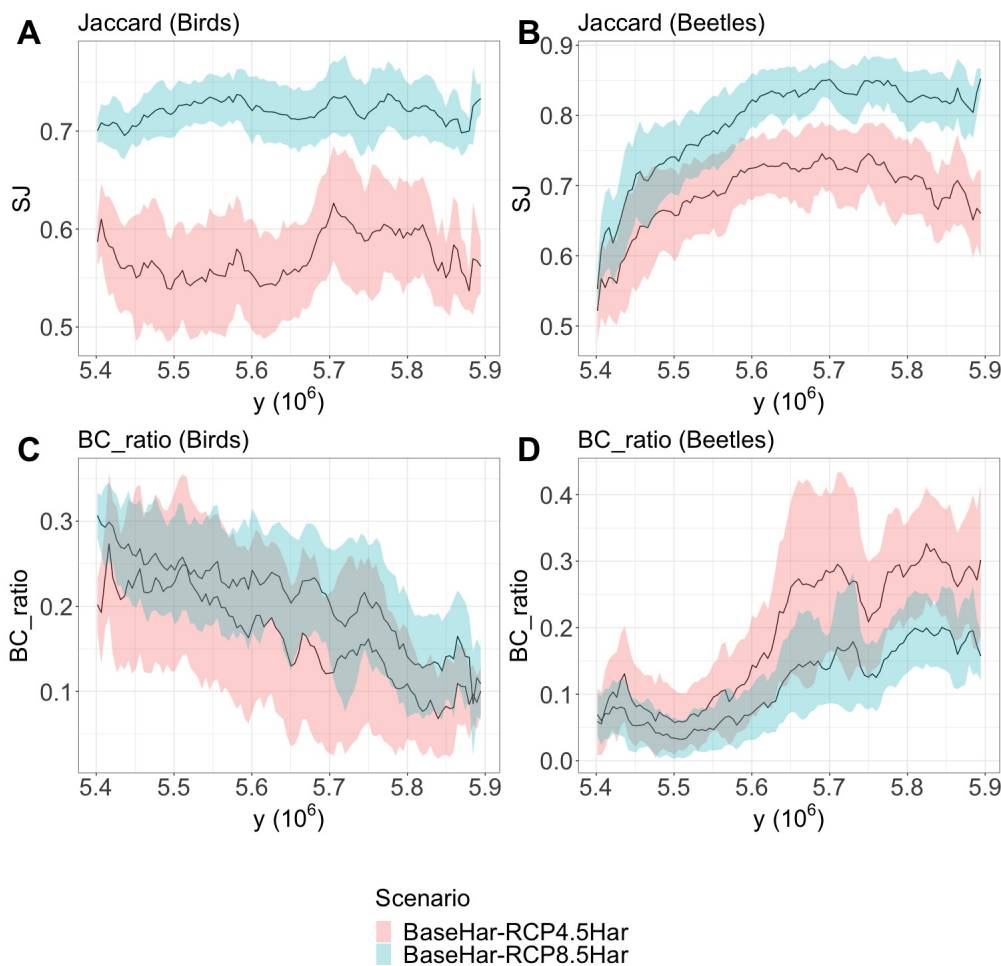 A Jaccard (Birds)
SJ
0.7
0.6
0.5
5.4 5.5 5.6 5.7 5.8 5.9
y (10⁶)
B Jaccard (Beetles)
SJ
0.9
0.8
0.7
0.6
0.5
5.4 5.5 5.6 5.7 5.8 5.9
y (10⁶)
C BC_ratio (Birds)
BC_ratio
0.3
0.2
0.1
5.4 5.5 5.6 5.7 5.8 5.9
y (10⁶)
D BC_ratio (Beetles)
BC_ratio
0.4
0.3
0.2
0.1
0.0
5.4 5.5 5.6 5.7 5.8 5.9
y (10⁶)
Scenario
BaseHar-RCP4.5Har
BaseHar-RCP8.5Har